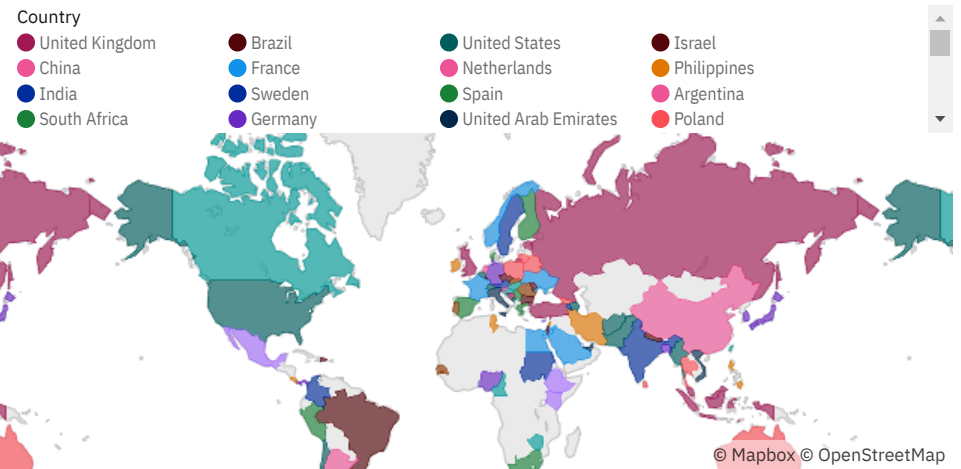 Country
United Kingdom Brazil United States Israel
China France Netherlands Philippines
India Sweden Spain Argentina
South Africa Germany United Arab Emirates Poland
© Mapbox © OpenStreetMap